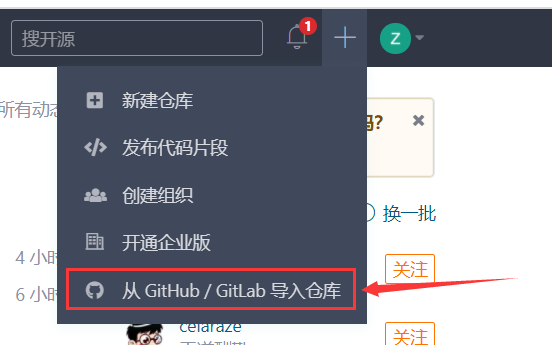 搜开源
1
Z
所有动态
吗?
新建仓库
发布代码片段
换一批
创建组织
开通企业版
4 小时
关注
从 GitHub / GitLab 导入仓库
6 小时
celaraze
关注